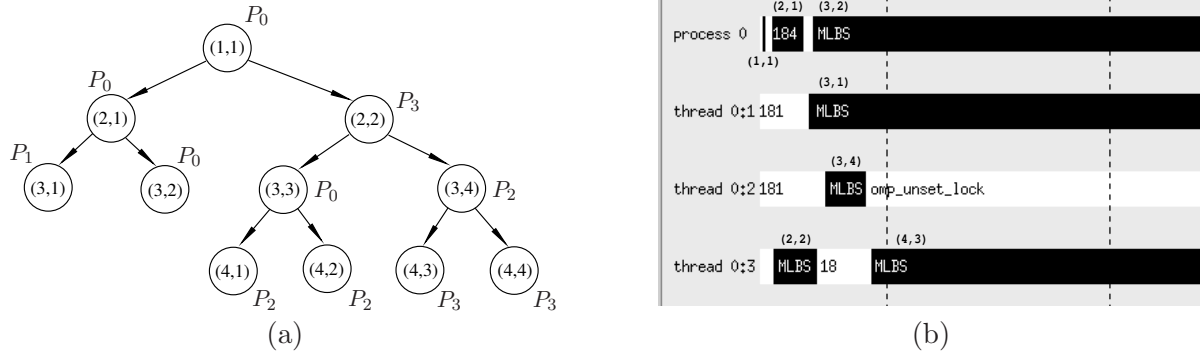 P0
(1,1)
P0
(2,1)
P3
(2,2)
P1
(3,1)
P0
(3,2)
(3,3)
P0
(3,4)
P2
(4,1)
P2
(4,2)
P2
(4,3)
P3
(4,4)
P3
(a)
(2,1) (3,2)
process 0 184 MLBS
(1,1)
(3,1)
thread 0:1 181 MLBS
(3,4)
thread 0:2 181 MLBS omp_unset_lock
(2,2) (4,3)
thread 0:3 MLBS 18 MLBS
(b)